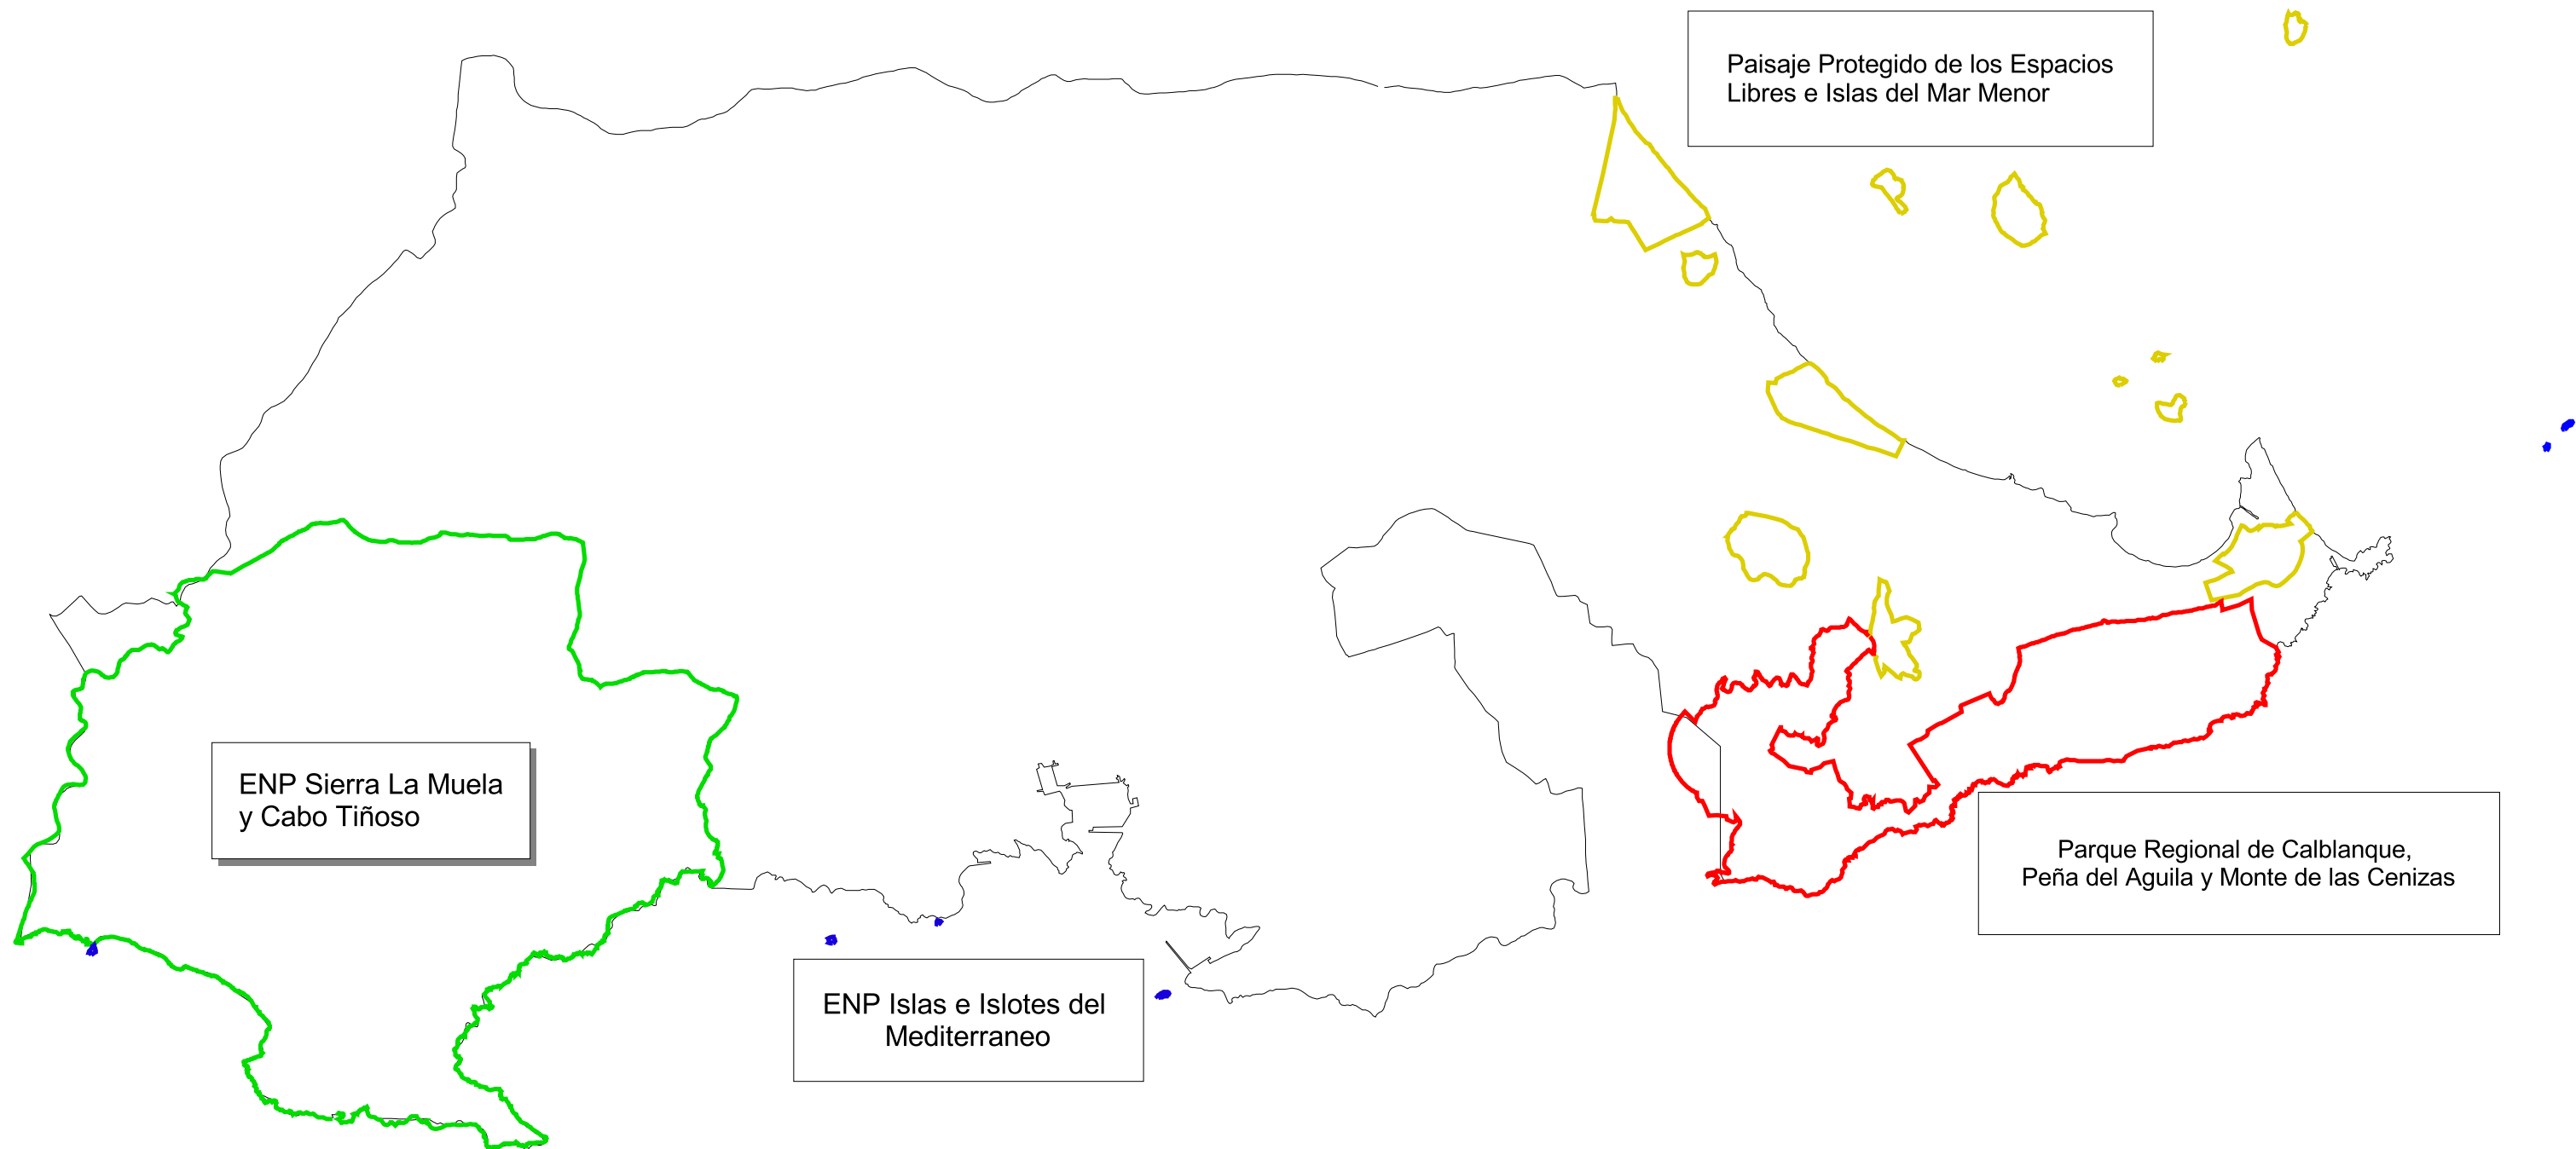 Paisaje Protegido de los Espacios
Libres e Islas del Mar Menor
ENP Sierra La Muela
y Cabo Tiñoso
Parque Regional de Calblanque,
Peña del Aguila y Monte de las Cenizas
ENP Islas e Islotes del
Mediterraneo